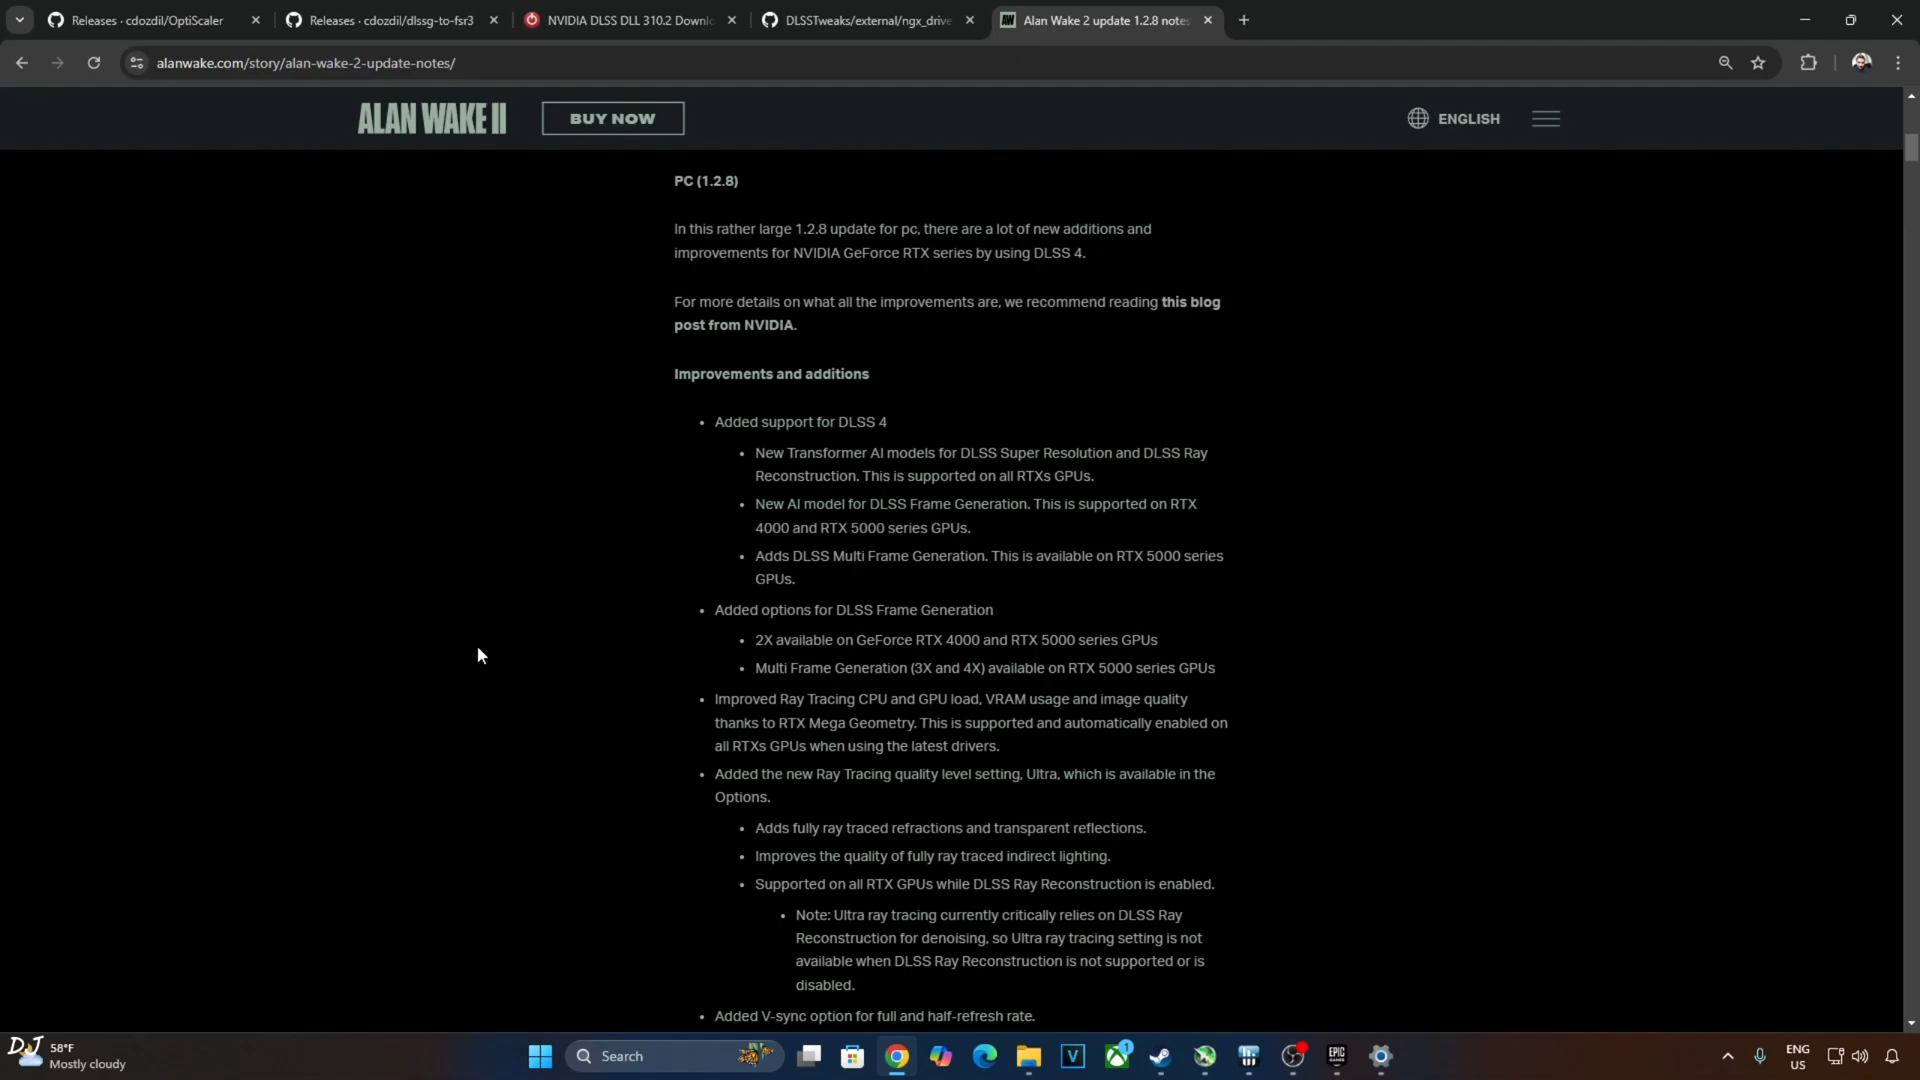 Releases · cdozdil/OptiScaler
Releases · cdozdil/dlssg-to-fsr3
NVIDIA DLSS DLL 310.2 Downlo
DLSSTweaks/external/ngx_drive
Alan Wake 2 update 1.2.8 notes
alanwake.com/story/alan-wake-2-update-notes/
ALAN WAKE II
BUY NOW
ENGLISH
PC (1.2.8)
In this rather large 1.2.8 update for pc, there are a lot of new additions and
improvements for NVIDIA GeForce RTX series by using DLSS 4.
For more details on what all the improvements are, we recommend reading this blog
post from NVIDIA.
Improvements and additions
• Added support for DLSS 4
• New Transformer AI models for DLSS Super Resolution and DLSS Ray
Reconstruction. This is supported on all RTXs GPUs.
• New AI model for DLSS Frame Generation. This is supported on RTX
4000 and RTX 5000 series GPUs.
• Adds DLSS Multi Frame Generation. This is available on RTX 5000 series
GPUs.
• Added options for DLSS Frame Generation
• 2X available on GeForce RTX 4000 and RTX 5000 series GPUs
• Multi Frame Generation (3X and 4X) available on RTX 5000 series GPUs
• Improved Ray Tracing CPU and GPU load, VRAM usage and image quality
thanks to RTX Mega Geometry. This is supported and automatically enabled on
all RTXs GPUs when using the latest drivers.
• Added the new Ray Tracing quality level setting, Ultra, which is available in the
Options.
• Adds fully ray traced refractions and transparent reflections.
• Improves the quality of fully ray traced indirect lighting.
• Supported on all RTX GPUs while DLSS Ray Reconstruction is enabled.
• Note: Ultra ray tracing currently critically relies on DLSS Ray
Reconstruction for denoising, so Ultra ray tracing setting is not
available when DLSS Ray Reconstruction is not supported or is
disabled.
• Added V-sync option for full and half-refresh rate.
DJ
58°F
Mostly cloudy
Search
V
1
EPIC
GAMES
ENG
US